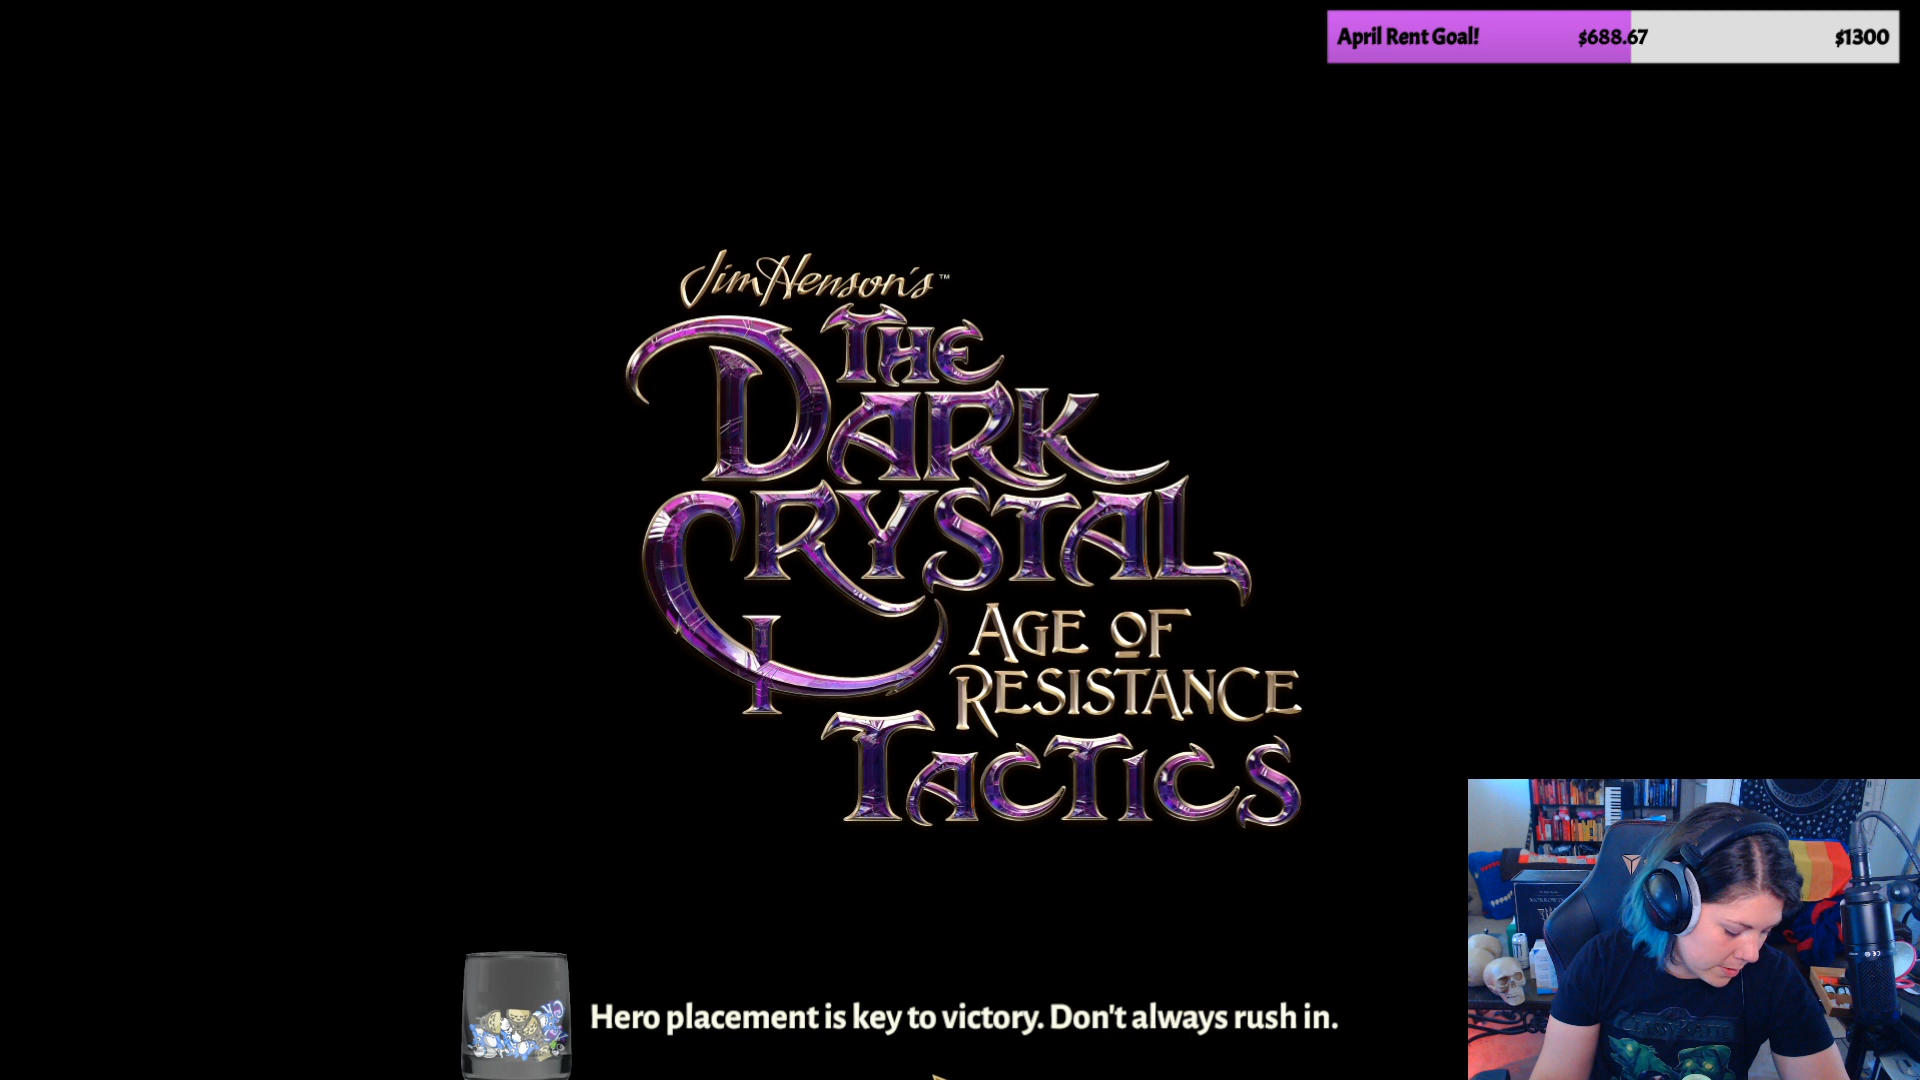 April Rent Goal! $688.67 $1300
Jim Henson's™
THE
DARK
CRYSTAL
AGE OF
RESISTANCE
TACTICS
Hero placement is key to victory. Don't always rush in.